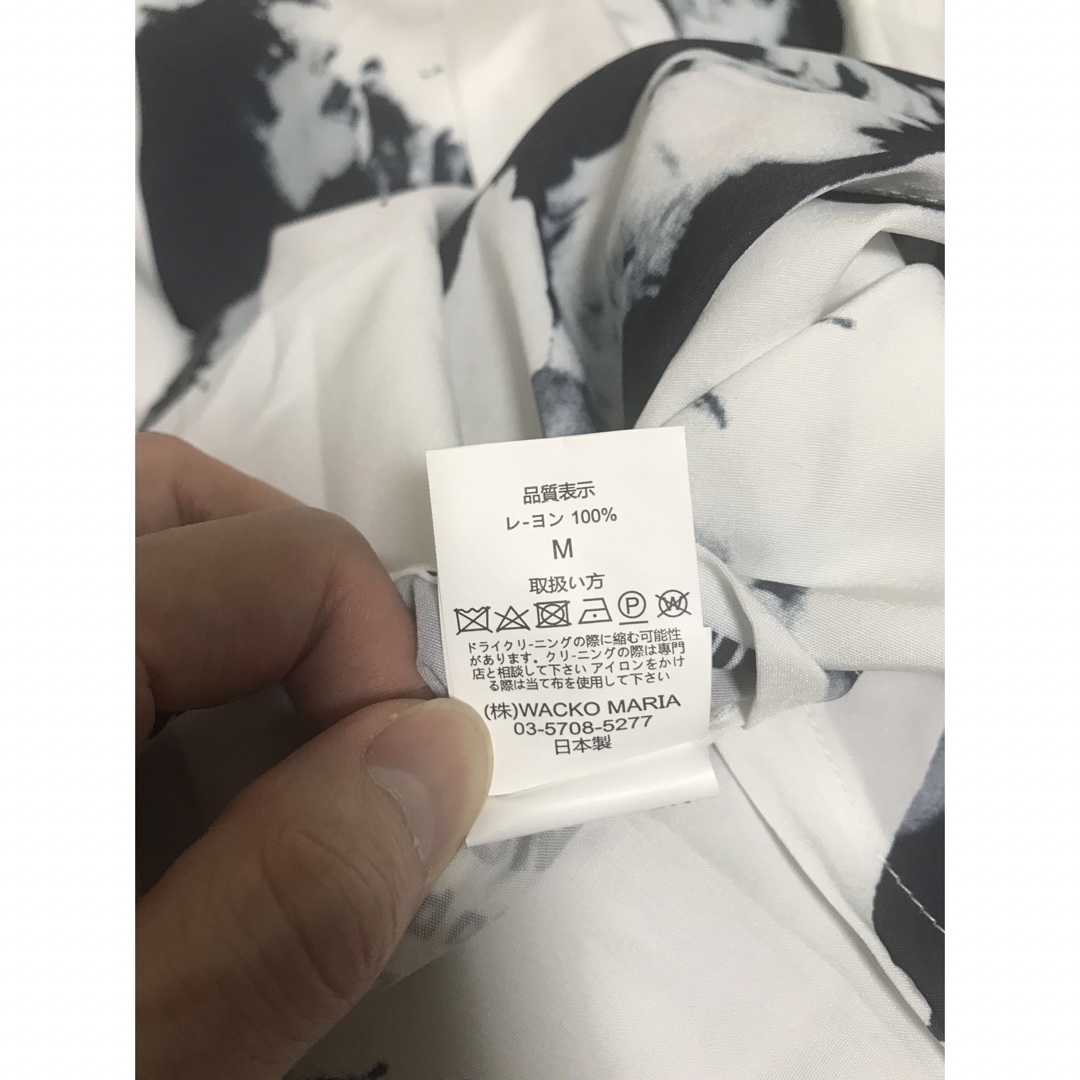 品質表示
レ-ヨン 100%
M
取扱い方
P W
ドライクリ-ニングの際に縮む可能性
があります。クリ-ニングの際は専門
店と相談して下さい アイロンをかけ
る際は当て布を使用して下さい
(株)WACKO MARIA
03-5708-5277
日本製